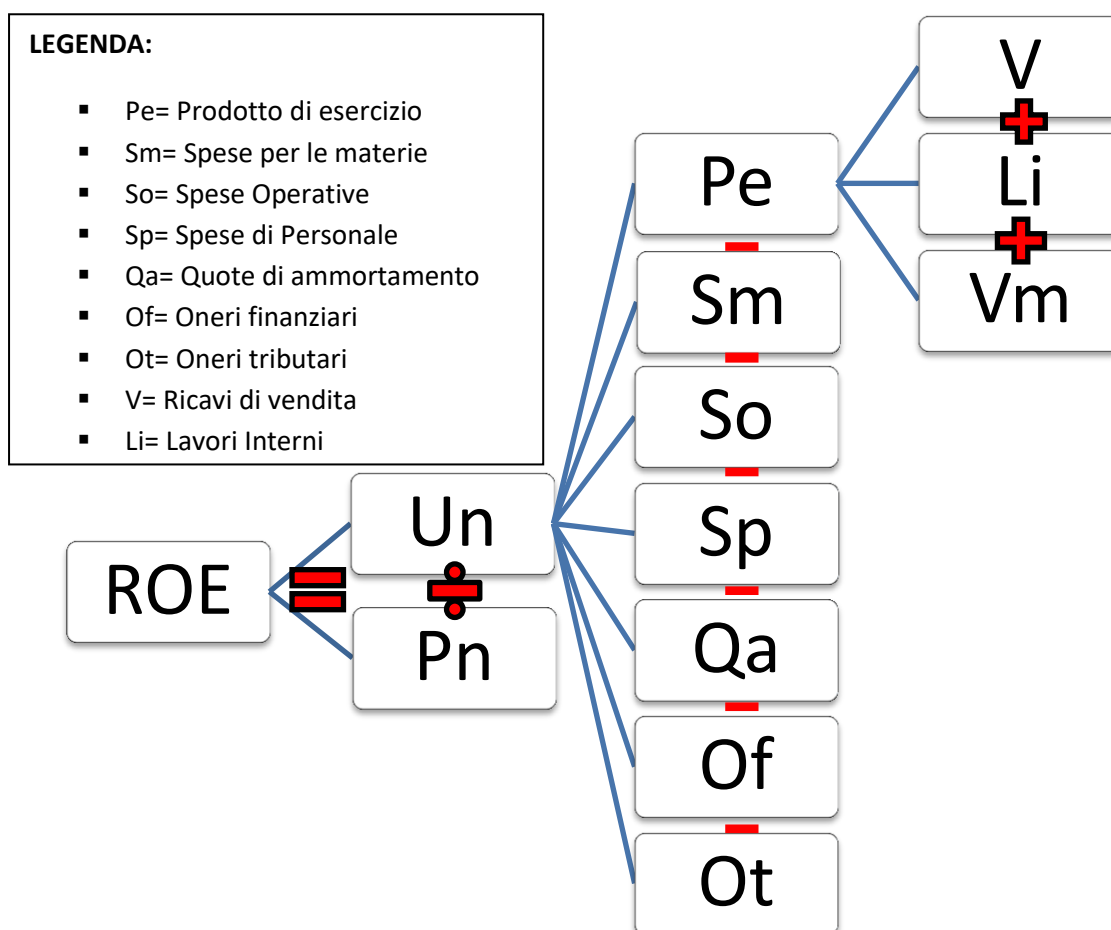 LEGENDA:
▪ Pe= Prodotto di esercizio
▪ Sm= Spese per le materie
▪ So= Spese Operative
▪ Sp= Spese di Personale
▪ Qa= Quote di ammortamento
▪ Of= Oneri finanziari
▪ Ot= Oneri tributari
▪ V= Ricavi di vendita
▪ Li= Lavori Interni
ROE
Un
Pn
Pe
Sm
So
Sp
Qa
Of
Ot
V
Li
Vm